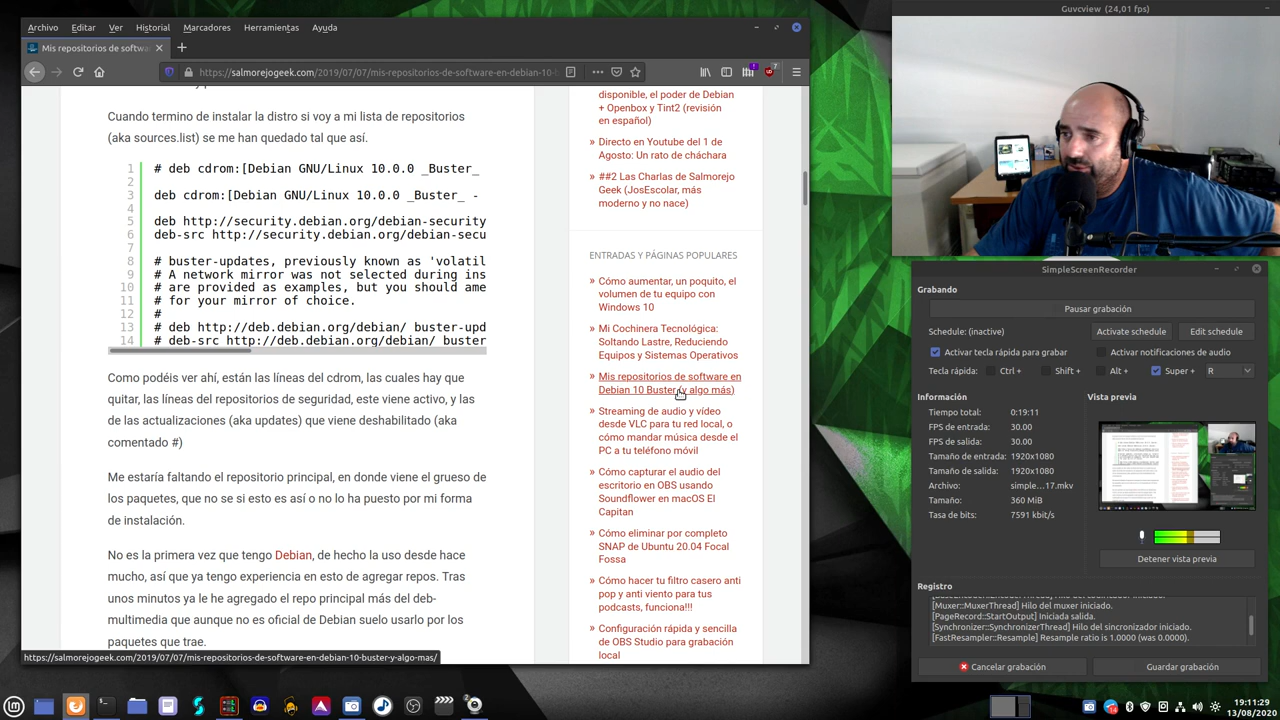 Archivo Editar Ver Historial Marcadores Herramientas Ayuda
Mis repositorios de softwa
https://salmorejogeek.com/2019/07/07/mis-repositorios-de-software-en-debian-10-
7
Cuando termino de instalar la distro si voy a mi lista de repositorios
(aka sources.list) se me han quedado tal que así.
1 # deb cdrom:[Debian GNU/Linux 10.0.0 _Buster_
2
3 deb cdrom:[Debian GNU/Linux 10.0.0 _Buster_ -
4
5 deb http://security.debian.org/debian-security
6 deb-src http://security.debian.org/debian-secu
7
8 # buster-updates, previously known as 'volatil
9 # A network mirror was not selected during ins
10 # are provided as examples, but you should ame
11 # for your mirror of choice.
12 #
13 # deb http://deb.debian.org/debian/ buster-upd
14 # deb-src http://deb.debian.org/debian/ buster
Como podéis ver ahí, están las líneas del cdrom, las cuales hay que
quitar, las líneas del repositorios de seguridad, este viene activo, y las
de las actualizaciones (aka updates) que viene deshabilitado (aka
comentado #)
Me estaría faltando el repositorio principal, en donde vienen el grueso de
los paquetes, que no se si esto es así o no lo ha puesto por mi forma
de instalación.
No es la primera vez que tengo Debian, de hecho la uso desde hace
mucho, así que ya tengo experiencia en esto de agregar repos. Tras
unos minutos ya le he agregado el repo principal más del deb-
multimedia que aunque no es oficial de Debian suelo usarlo por los
paquetes que trae.
https://salmorejogeek.com/2019/07/07/mis-repositorios-de-software-en-debian-10-buster-y-algo-mas/
disponible, el poder de Debian
+ Openbox y Tint2 (revisión
en español)
» Directo en Youtube del 1 de
Agosto: Un rato de cháchara
» ##2 Las Charlas de Salmorejo
Geek (JosEscolar, más
moderno y no nace)
ENTRADAS Y PÁGINAS POPULARES
» Cómo aumentar, un poquito, el
volumen de tu equipo con
Windows 10
» Mi Cochinera Tecnológica:
Soltando Lastre, Reduciendo
Equipos y Sistemas Operativos
» Mis repositorios de software en
Debian 10 Buster (y algo más)
» Streaming de audio y vídeo
desde VLC para tu red local, o
cómo mandar música desde el
PC a tu teléfono móvil
» Cómo capturar el audio del
escritorio en OBS usando
Soundflower en macOS El
Capitan
» Cómo eliminar por completo
SNAP de Ubuntu 20.04 Focal
Fossa
» Cómo hacer tu filtro casero anti
pop y anti viento para tus
podcasts, funciona!!!
» Configuración rápida y sencilla
de OBS Studio para grabación
local
Guvcview (24,01 fps)
SimpleScreenRecorder
Grabando
Pausar grabación
Schedule: (inactive) Activate schedule Edit schedule
Activar tecla rápida para grabar Activar notificaciones de audio
Tecla rápida: Ctrl + Shift + Alt + Super + R
Información
Tiempo total: 0:19:11
FPS de entrada: 30.00
FPS de salida: 30.00
Tamaño de entrada: 1920x1080
Tamaño de salida: 1920x1080
Archivo: simple....17.mkv
Tamaño: 360 MiB
Tasa de bits: 7591 kbit/s
Vista previa
Detener vista previa
Registro
[Muxer::MuxerThread] Hilo del muxer iniciado.
[PageRecord::StartOutput] Iniciada salida.
[Synchronizer::SynchronizerThread] Hilo del sincronizador iniciado.
[FastResampler::Resample] Resample ratio is 1.0000 (was 0.0000).
Cancelar grabación Guardar grabación
19:11:29
13/08/2020